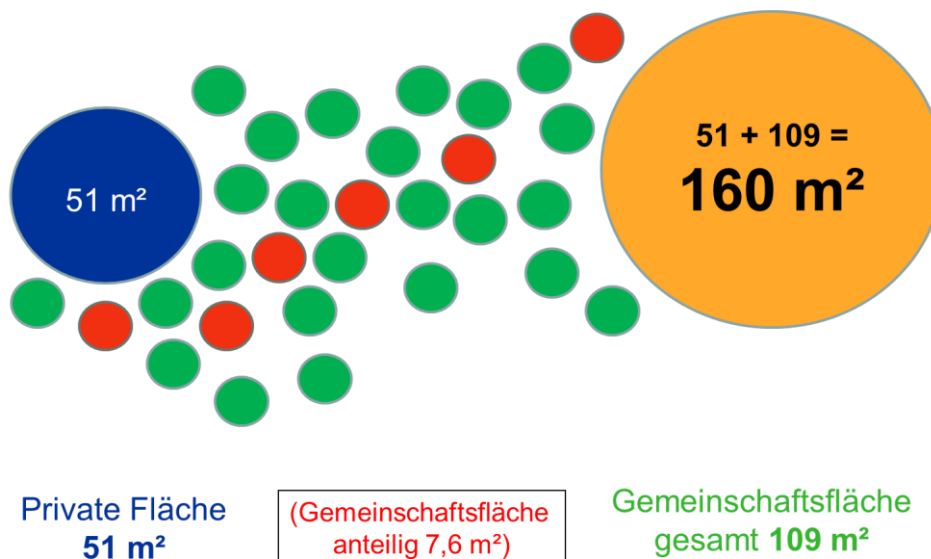 51 + 109 =
160 m²
51 m²
Private Fläche
51 m²
(Gemeinschaftsfläche
anteilig 7,6 m²)
Gemeinschaftsfläche
gesamt 109 m²